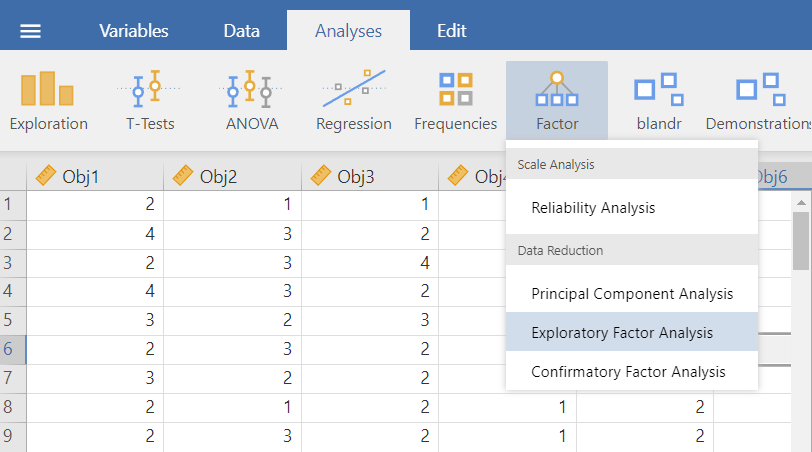 Variables Data Analyses Edit
Exploration T-Tests ANOVA Regression Frequencies Factor blandr Demonstrations
Scale Analysis
Reliability Analysis
Data Reduction
Principal Component Analysis
Exploratory Factor Analysis
Confirmatory Factor Analysis
Obj1 Obj2 Obj3 Obj4 Obj6
1 2 1 1
2 4 3 2
3 2 3 4
4 4 3 2
5 3 2 3
6 2 3 2
7 3 2 2
8 2 1 2 1 2
9 2 3 2 1 2